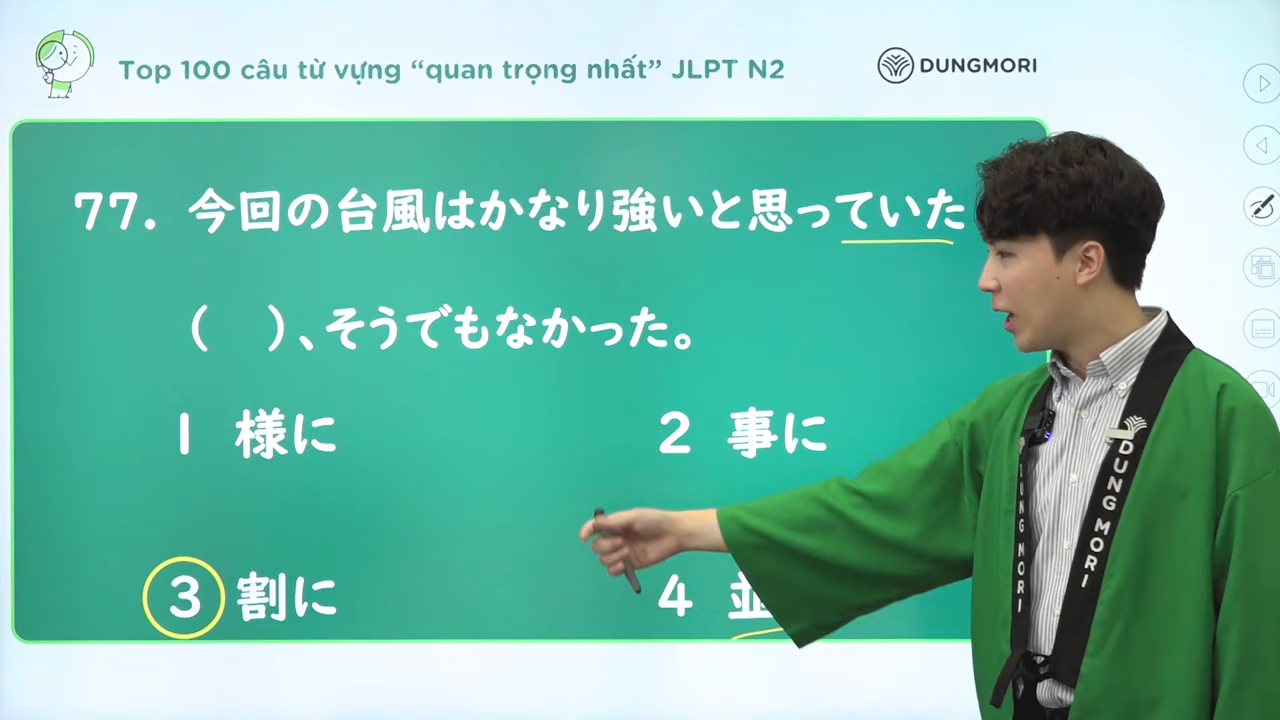 Top 100 câu từ vựng “quan trọng nhất” JLPT N2
DUNGMORI
77. 今回の台風はかなり強いと思っていた
( )、そうでもなかった。
1 様に
2 事に
3 割に
4 並
DUNG MORI
DUNG MORI